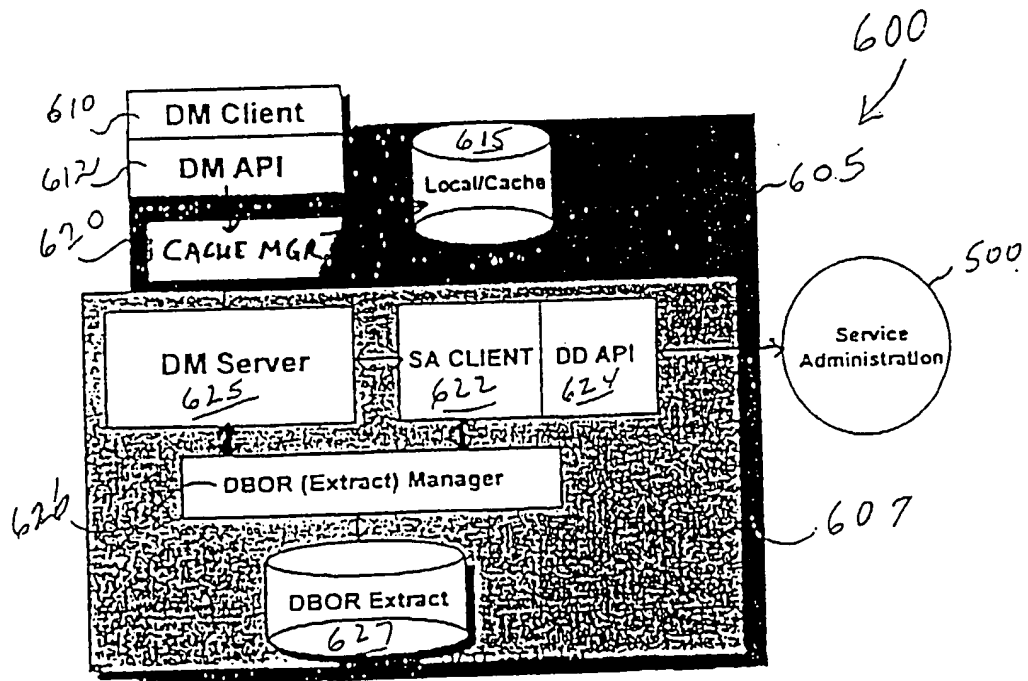 600
610
DM Client
612
DM API
615
Local/Cache
605
620
CACHE MGR
500
Service
Administration
DM Server
625
SA CLIENT
622
DD API
624
DBOR (Extract) Manager
626
607
DBOR Extract
627